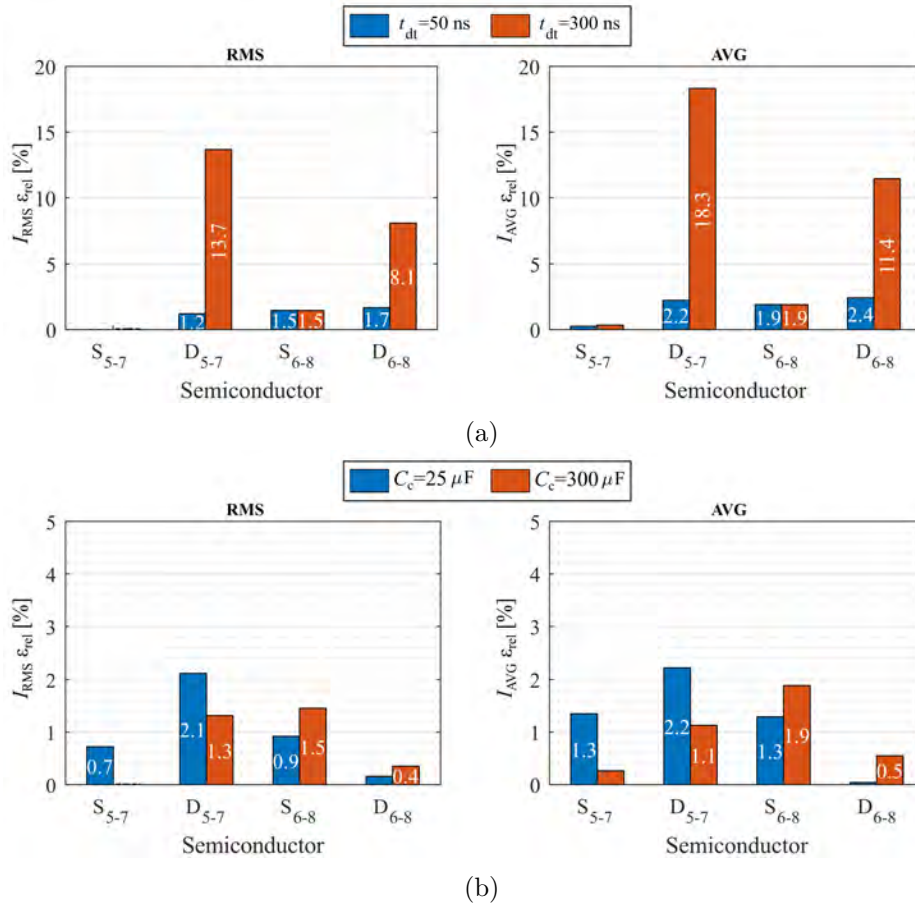 t_dt=50 ns t_dt=300 ns
RMS AVG
I_RMS ε_rel [%]
20
15
10
5
0
1.2
13.7
1.5
1.5
1.7
8.1
S_5-7 D_5-7 S_6-8 D_6-8
Semiconductor
I_AVG ε_rel [%]
20
15
10
5
0
2.2
18.3
1.9
1.9
2.4
11.4
S_5-7 D_5-7 S_6-8 D_6-8
Semiconductor
(a)
C_c=25 μF C_c=300 μF
RMS AVG
I_RMS ε_rel [%]
5
4
3
2
1
0
0.7
2.1
1.3
0.9
1.5
0.4
S_5-7 D_5-7 S_6-8 D_6-8
Semiconductor
I_AVG ε_rel [%]
5
4
3
2
1
0
1.3
2.2
1.1
1.3
1.9
0.5
S_5-7 D_5-7 S_6-8 D_6-8
Semiconductor
(b)